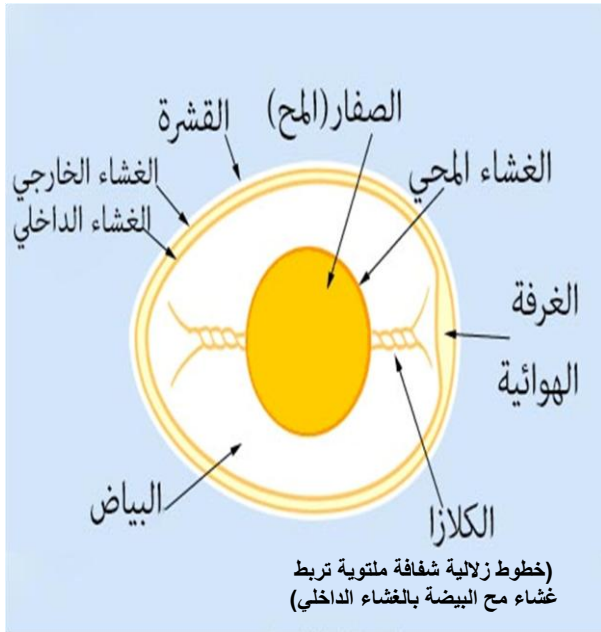 الصفار(المح)
القشرة
الغشاء المحي
الغشاء الخارجي
الغشاء الداخلي
الغرفة
الهوائية
البياض
الكلازا
(خطوط زلالية شفافة ملتوية تربط
غشاء مح البيضة بالغشاء الداخلي)